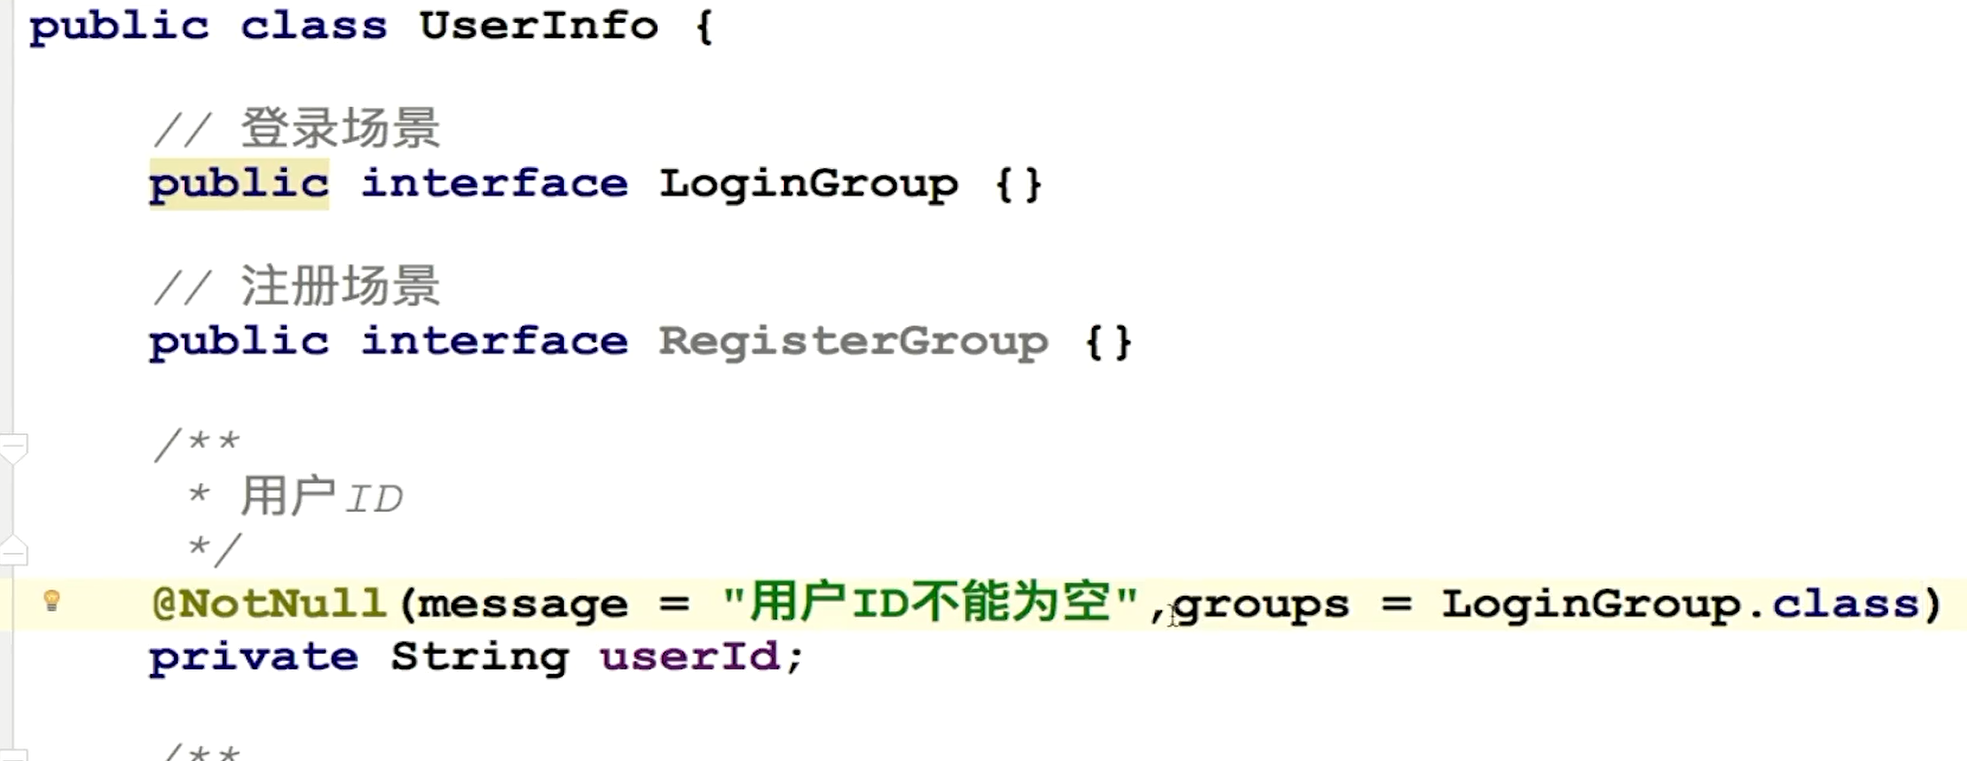 public class UserInfo {
// 登录场景
public interface LoginGroup {}
// 注册场景
public interface RegisterGroup {}
/**
* 用户ID
*/
@NotNull(message = "用户ID不能为空",groups = LoginGroup.class)
private String userId;
/**